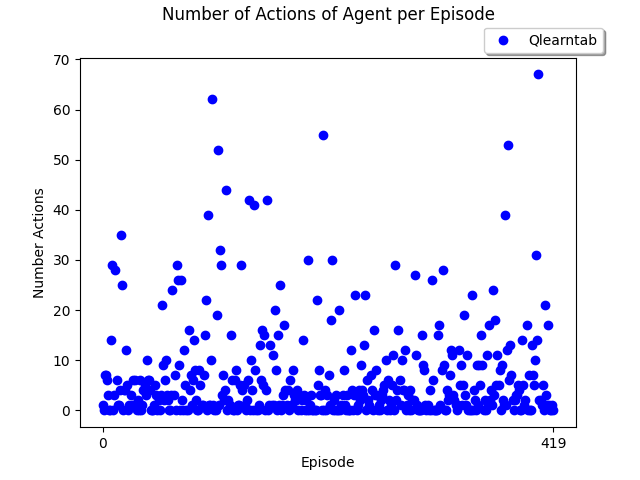 Number of Actions of Agent per Episode
Qlearntab
70
60
50
40
30
20
10
0
Number Actions
0 419
Episode